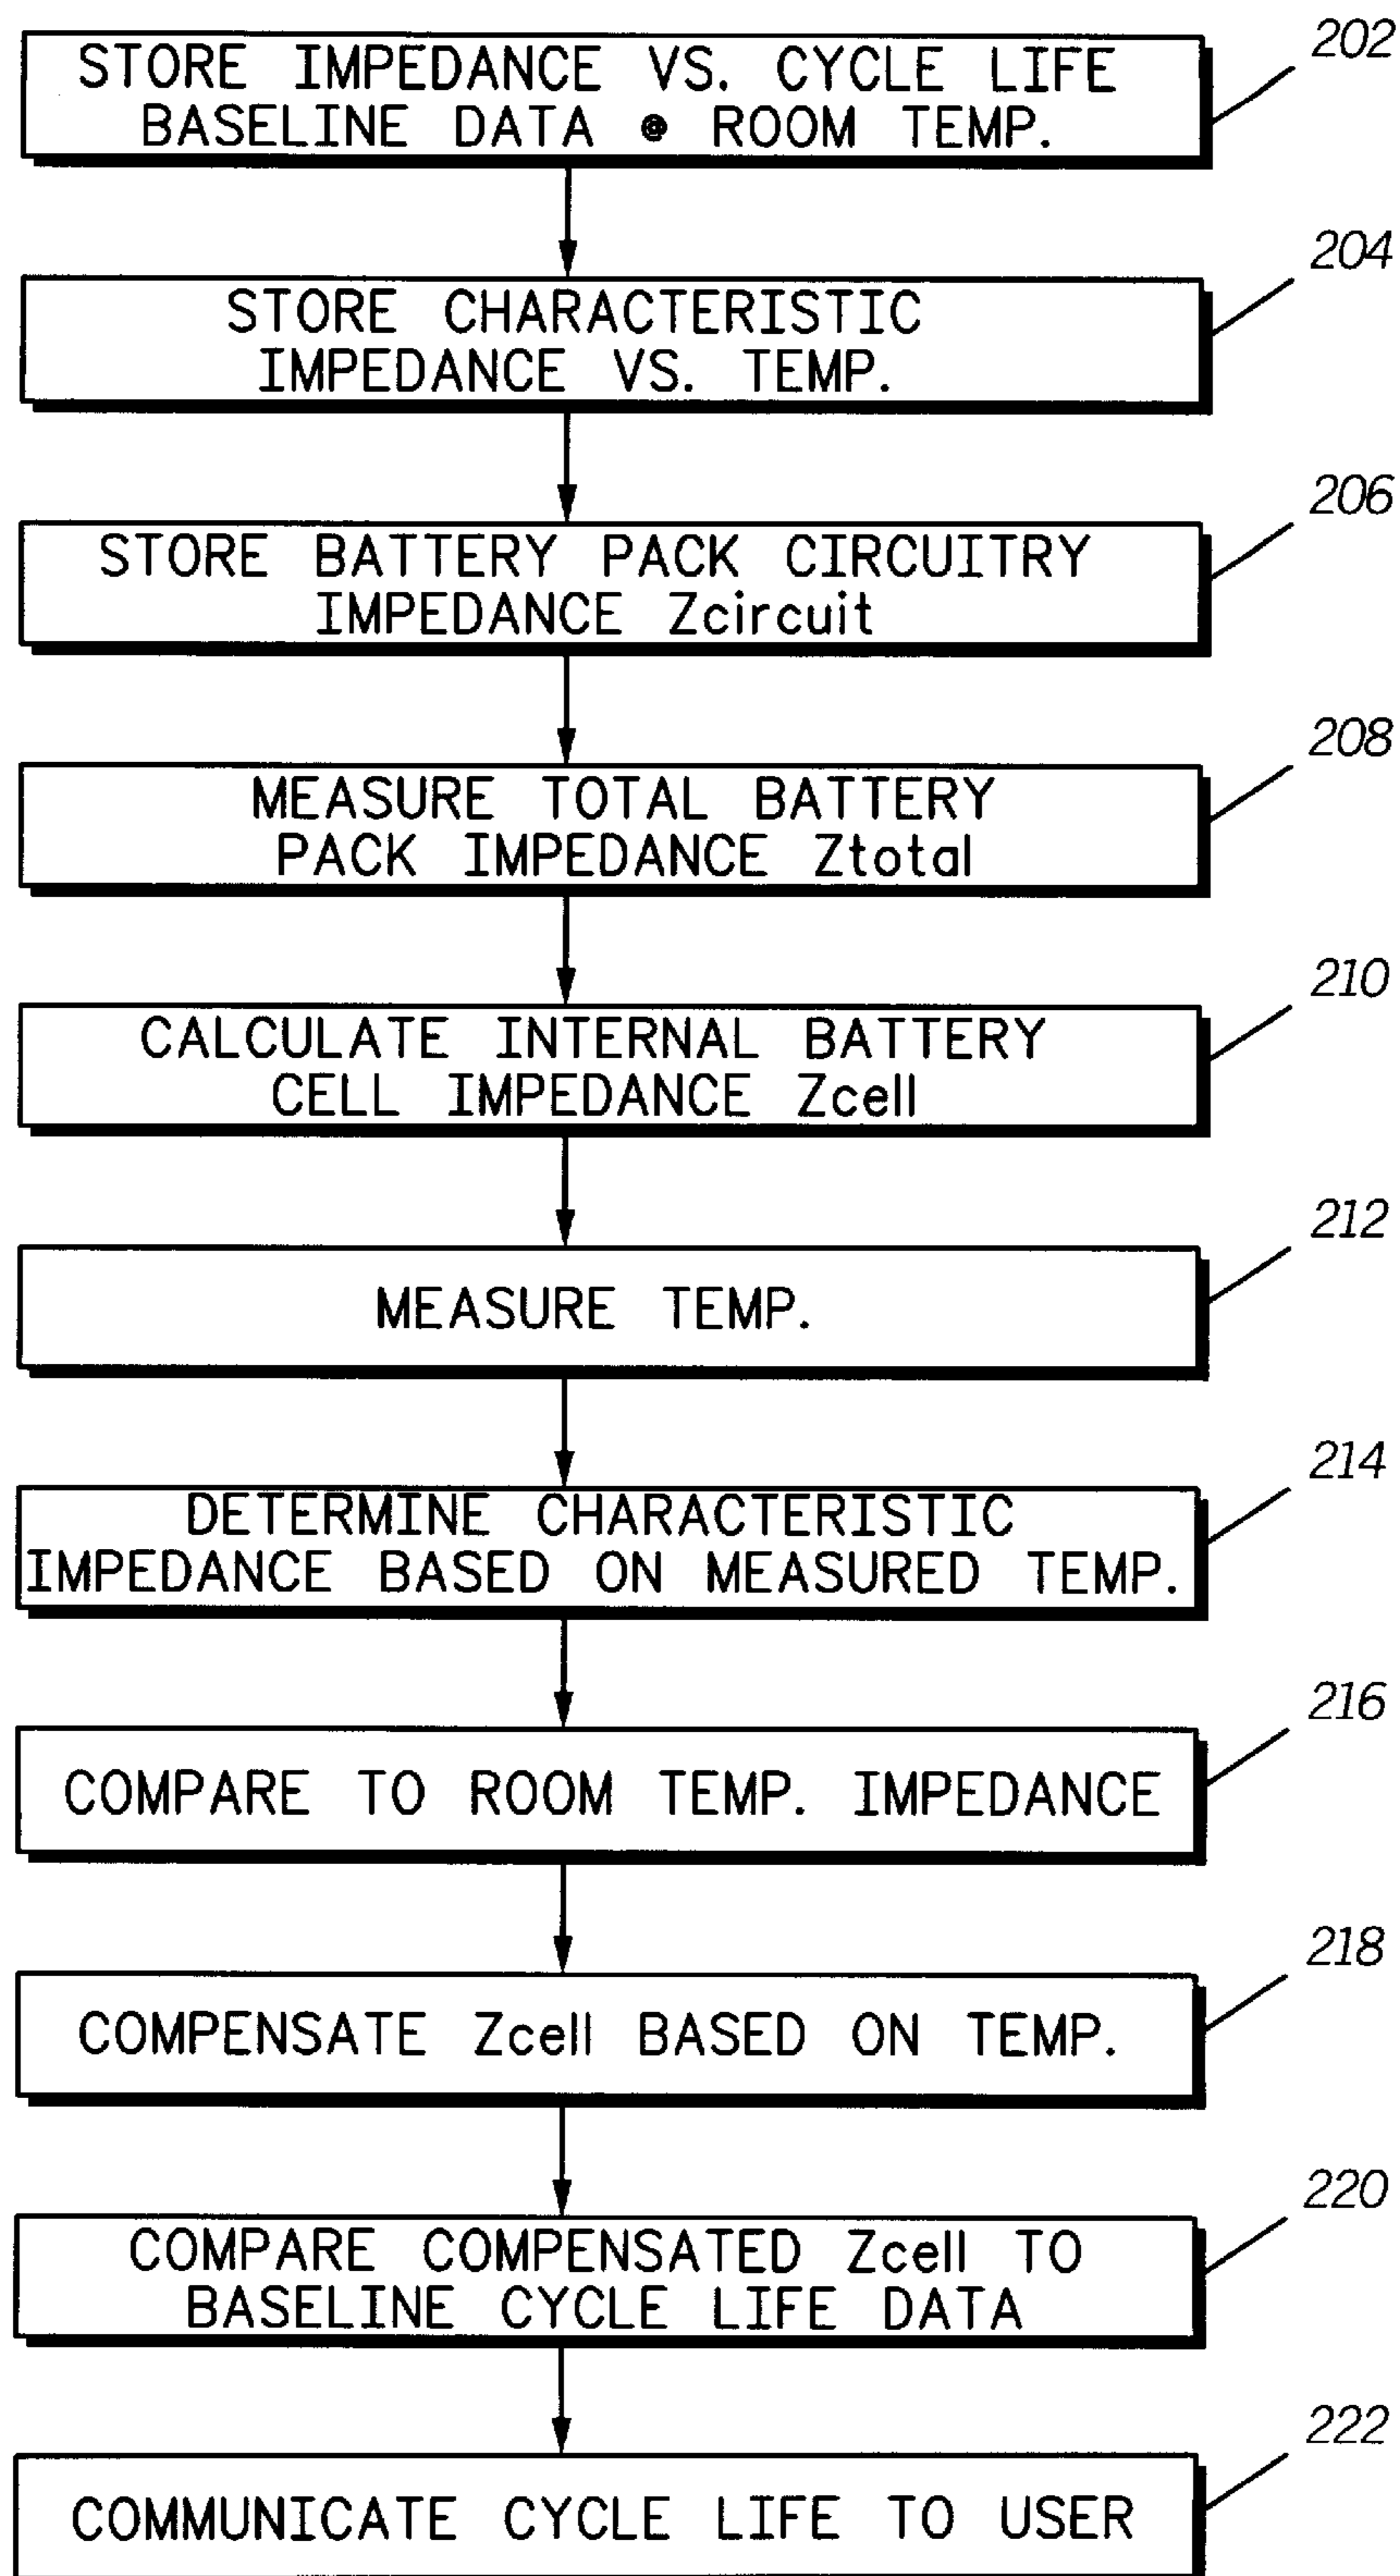 202
STORE IMPEDANCE VS. CYCLE LIFE
BASELINE DATA @ ROOM TEMP.
204
STORE CHARACTERISTIC
IMPEDANCE VS. TEMP.
206
STORE BATTERY PACK CIRCUITRY
IMPEDANCE Zcircuit
208
MEASURE TOTAL BATTERY
PACK IMPEDANCE Ztotal
210
CALCULATE INTERNAL BATTERY
CELL IMPEDANCE Zcell
212
MEASURE TEMP.
214
DETERMINE CHARACTERISTIC
IMPEDANCE BASED ON MEASURED TEMP.
216
COMPARE TO ROOM TEMP. IMPEDANCE
218
COMPENSATE Zcell BASED ON TEMP.
220
COMPARE COMPENSATED Zcell TO
BASELINE CYCLE LIFE DATA
222
COMMUNICATE CYCLE LIFE TO USER